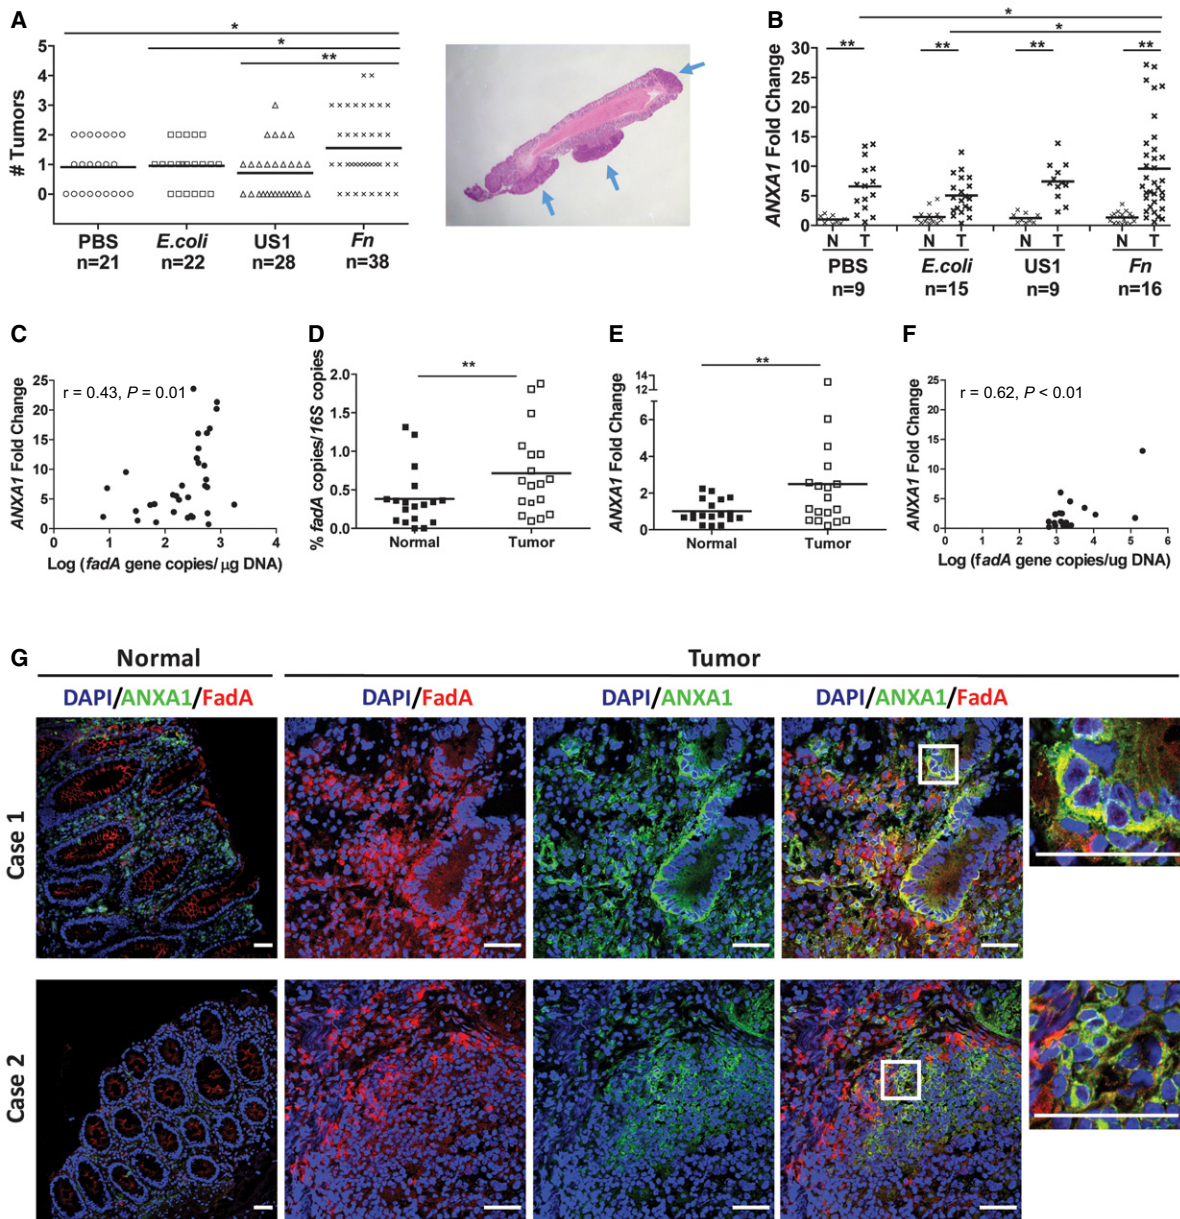 A
# Tumors
5
4
3
2
1
0
*
*
**
PBS E.coli US1 Fn
n=21 n=22 n=28 n=38
B
ANXA1 Fold Change
30
25
20
15
10
5
0
*
*
** ** ** **
N T N T N T N T
PBS E.coli US1 Fn
n=9 n=15 n=9 n=16
C
ANXA1 Fold Change
25
20
15
10
5
0
r = 0.43, P = 0.01
0 1 2 3 4
Log (fadA gene copies/ μg DNA)
D
% fadA copies/16S copies
2.0
1.5
1.0
0.5
0.0
**
Normal Tumor
E
ANXA1 Fold Change
14
12
6
4
2
0
**
Normal Tumor
F
ANXA1 Fold Change
25
20
15
10
5
0
r = 0.62, P < 0.01
0 1 2 3 4 5 6
Log (fadA gene copies/ug DNA)
G
Normal Tumor
DAPI/ANXA1/FadA DAPI/FadA DAPI/ANXA1 DAPI/ANXA1/FadA
Case 1
Case 2